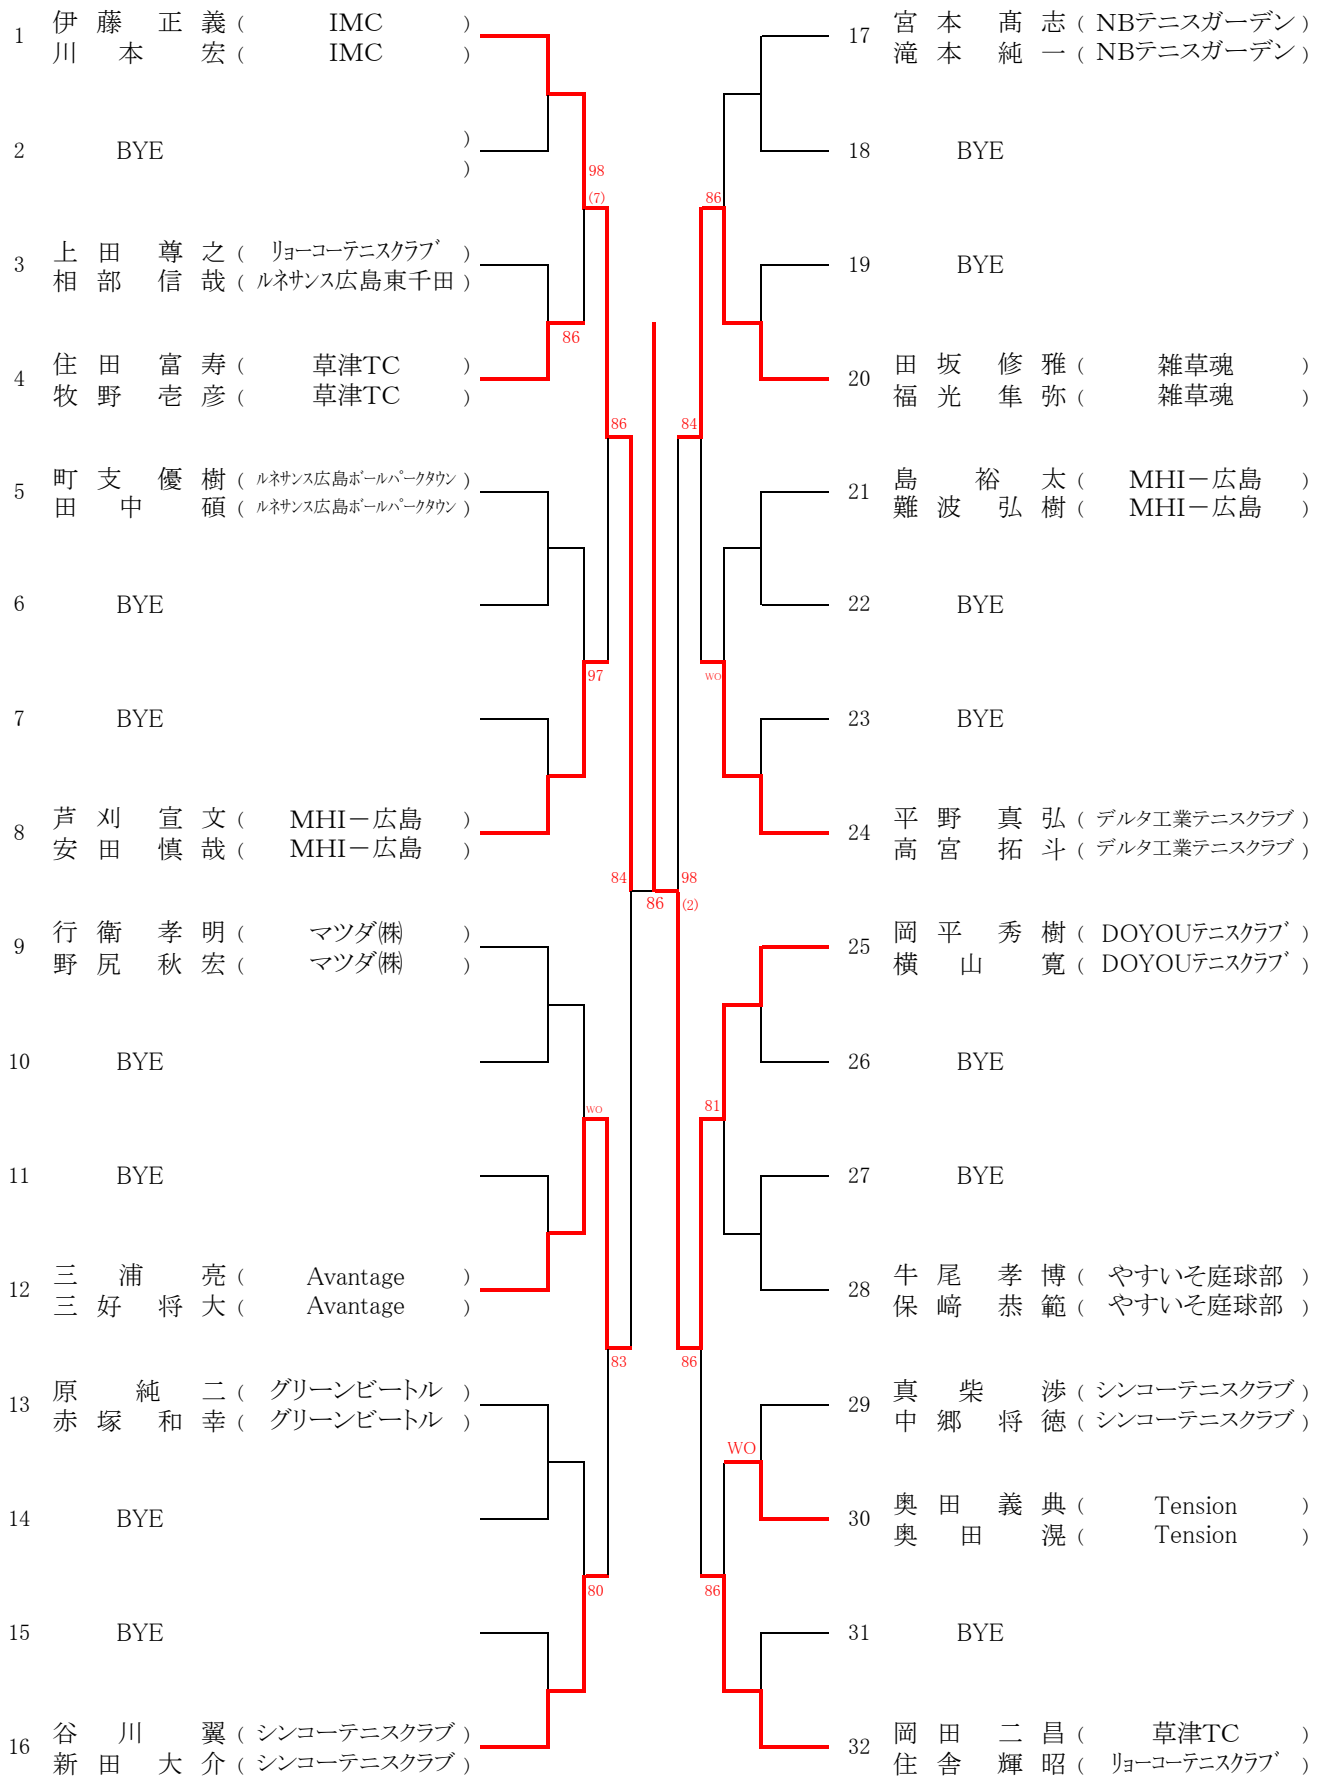 1 伊藤 正義 ( IMC )
川本 宏 ( IMC )
2 BYE )
)
98
(7)
3 上田 尊之 ( リョーコーテニスクラブ )
相部 信哉 ( ルネサンス広島東千田 )
86
4 住田 富寿 ( 草津TC )
牧野 壱彦 ( 草津TC )
86
5 町支 優樹 ( ルネサンス広島ボールパークタウン )
田中 碩 ( ルネサンス広島ボールパークタウン )
6 BYE
97
7 BYE
8 芦刈 宣文 ( MHI－広島 )
安田 慎哉 ( MHI－広島 )
84
86
9 行衛 孝明 ( マツダ㈱ )
野尻 秋宏 ( マツダ㈱ )
10 BYE
WO
11 BYE
12 三浦 亮 ( Avantage )
三好 将大 ( Avantage )
83
13 原 純二 ( グリーンビートル )
赤塚 和幸 ( グリーンビートル )
14 BYE
80
15 BYE
16 谷川 翼 ( シンコーテニスクラブ )
新田 大介 ( シンコーテニスクラブ )
17 宮本 髙志 ( NBテニスガーデン )
滝本 純一 ( NBテニスガーデン )
18 BYE
86
19 BYE
20 田坂 修雅 ( 雑草魂 )
福光 隼弥 ( 雑草魂 )
84
21 島 裕太 ( MHI－広島 )
難波 弘樹 ( MHI－広島 )
22 BYE
WO
23 BYE
24 平野 真弘 ( デルタ工業テニスクラブ )
高宮 拓斗 ( デルタ工業テニスクラブ )
98
(2)
25 岡平 秀樹 ( DOYOUテニスクラブ )
横山 寛 ( DOYOUテニスクラブ )
26 BYE
81
27 BYE
28 牛尾 孝博 ( やすいそ庭球部 )
保﨑 恭範 ( やすいそ庭球部 )
86
29 真柴 渉 ( シンコーテニスクラブ )
中郷 将徳 ( シンコーテニスクラブ )
WO
30 奥田 義典 ( Tension )
奥田 滉 ( Tension )
86
31 BYE
32 岡田 二昌 ( 草津TC )
住舎 輝昭 ( リョーコーテニスクラブ )